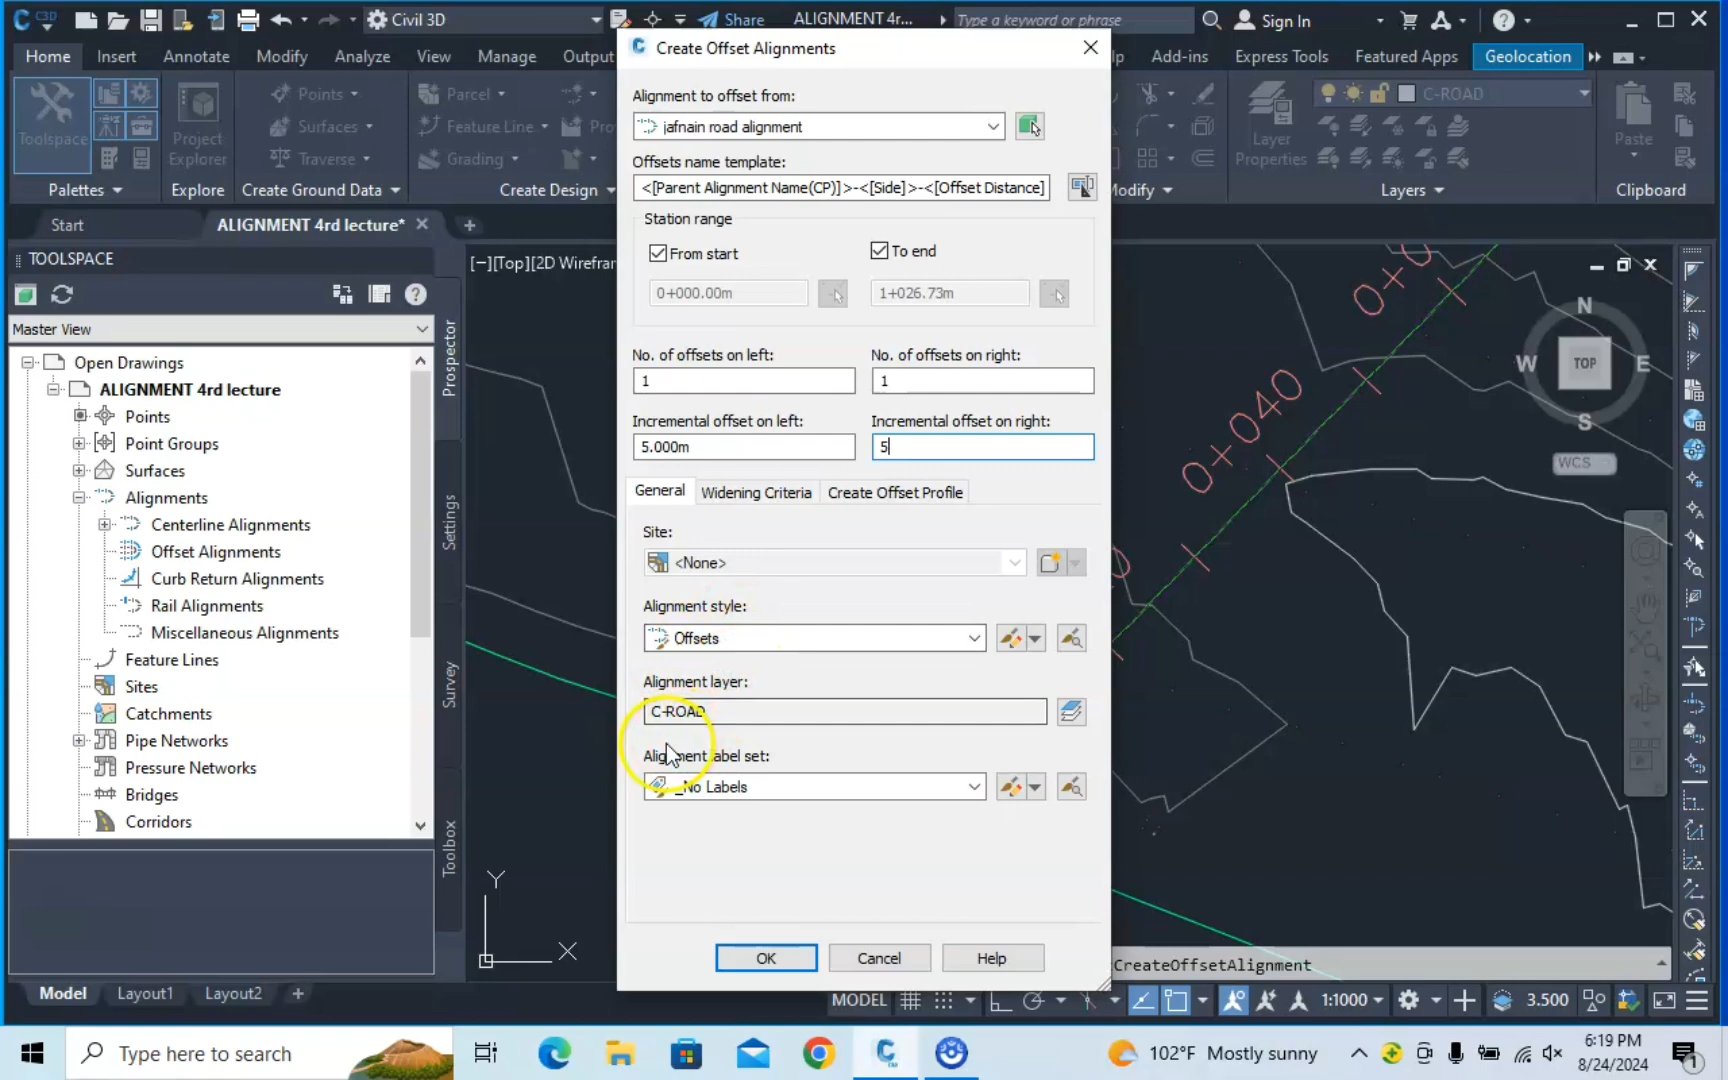 C3D
Civil 3D
Share
ALIGNMENT 4r...
Type a keyword or phrase
Sign In
Home
Insert
Annotate
Modify
Analyze
View
Manage
Output
Add-ins
Express Tools
Featured Apps
Geolocation
Toolspace
Palettes
Project Explorer
Explore
Points
Surfaces
Traverse
Create Ground Data
Parcel
Feature Line
Grading
Create Design
Modify
C-ROAD
Layer Properties
Layers
Paste
Clipboard
Start
ALIGNMENT 4rd lecture*
TOOLSPACE
Master View
Open Drawings
ALIGNMENT 4rd lecture
Points
Point Groups
Surfaces
Alignments
Centerline Alignments
Offset Alignments
Curb Return Alignments
Rail Alignments
Miscellaneous Alignments
Feature Lines
Sites
Catchments
Pipe Networks
Pressure Networks
Bridges
Corridors
Prospector
Settings
Survey
Toolbox
[−][Top][2D Wirefra
Create Offset Alignments
Alignment to offset from:
jafnain road alignment
Offsets name template:
<[Parent Alignment Name(CP)]>-<[Side]>-<[Offset Distance]
Station range
From start
To end
0+000.00m
1+026.73m
No. of offsets on left:
No. of offsets on right:
1
1
Incremental offset on left:
Incremental offset on right:
5.000m
5
General
Widening Criteria
Create Offset Profile
Site:
<None>
Alignment style:
Offsets
Alignment layer:
C-ROAD
Alignment label set:
_No Labels
OK
Cancel
Help
0+040
N
W
TOP
E
S
WCS
Y
X
CreateOffsetAlignment
Model
Layout1
Layout2
MODEL
1:1000
3.500
Type here to search
102°F Mostly sunny
6:19 PM
8/24/2024
1